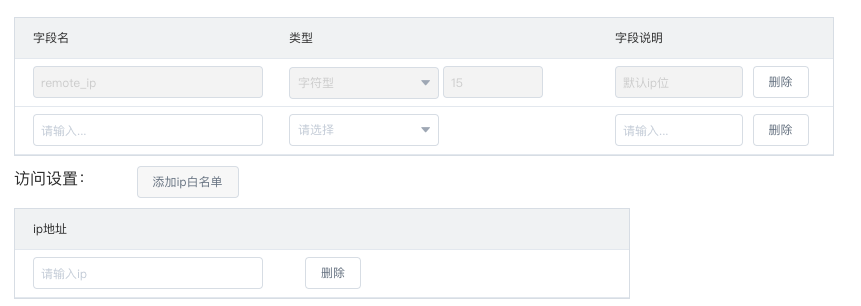 字段名 类型 字段说明
remote_ip 字符型 15 默认ip位 删除
请输入... 请选择 请输入... 删除
访问设置： 添加ip白名单
ip地址
请输入ip 删除